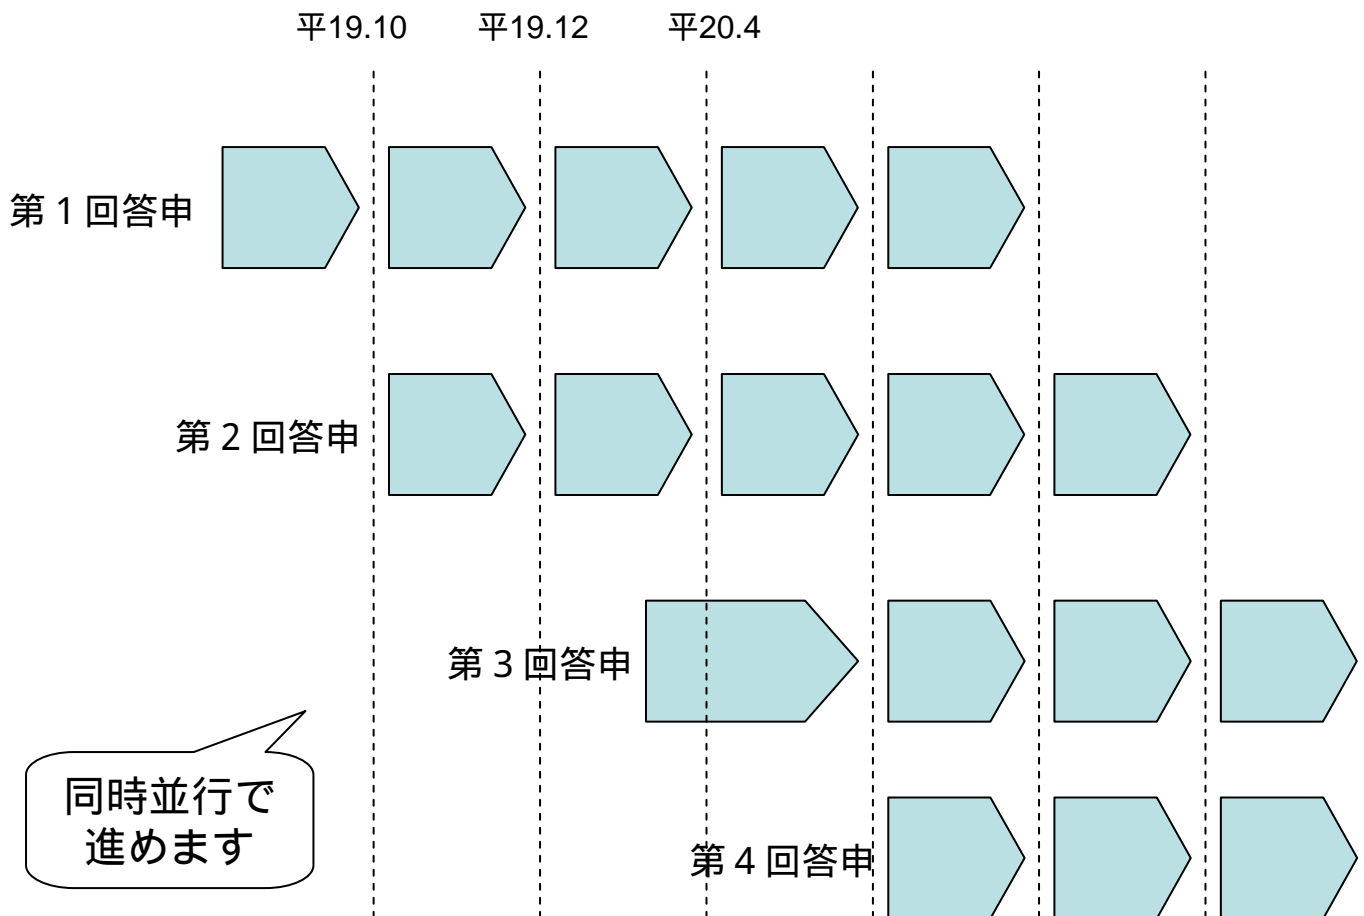 平19.10
平19.12
平20.4
第１回答申
第２回答申
第３回答申
第４回答申
同時並行で
進めます